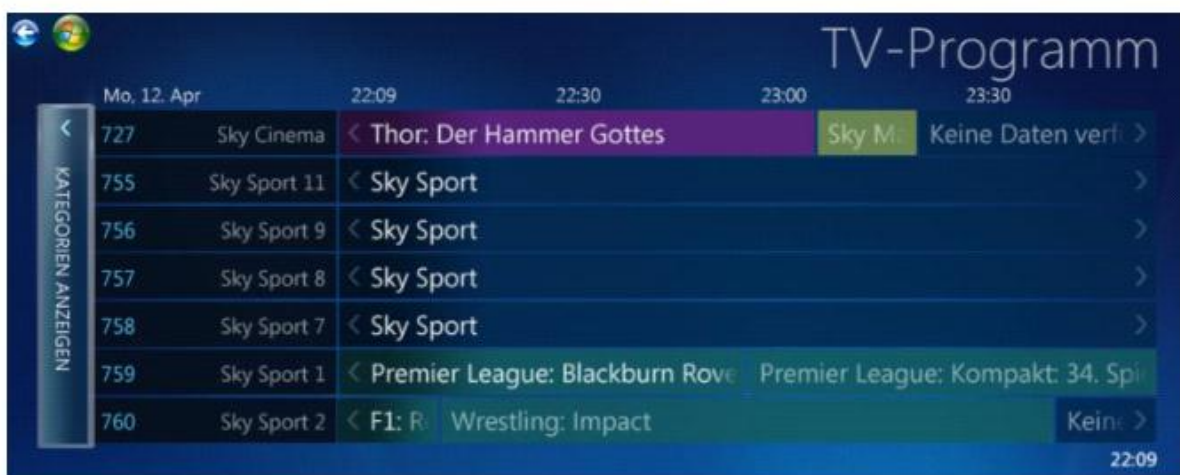 TV-Programm
Mo, 12. Apr 22:09 22:30 23:00 23:30
727 Sky Cinema Thor: Der Hammer Gottes Sky M Keine Daten verf
755 Sky Sport 11 Sky Sport
756 Sky Sport 9 Sky Sport
757 Sky Sport 8 Sky Sport
758 Sky Sport 7 Sky Sport
759 Sky Sport 1 Premier League: Blackburn Rove Premier League: Kompakt: 34. Spi
760 Sky Sport 2 F1: R Wrestling: Impact Kein
22:09
KATEGORIEN ANZEIGEN